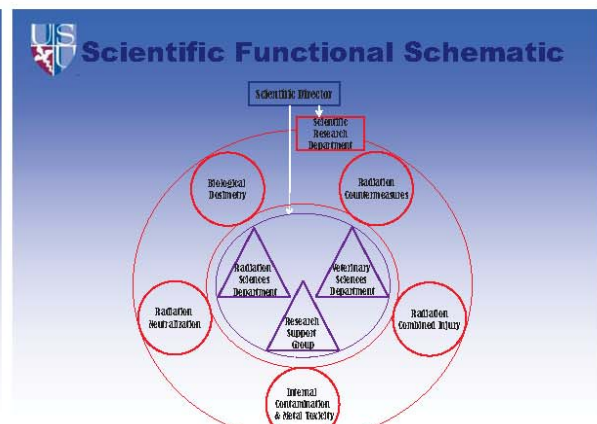 USU
Scientific Functional Schematic
Scientific Director
Scientific
Research
Department
Biological
Dosimetry
Radiation
Countermeasures
Radiation
Sciences
Department
Veterinary
Sciences
Department
Radiation
Neutralization
Research
Support
Group
Radiation
Combined Injury
Internal
Contamination
& Metal Toxicity